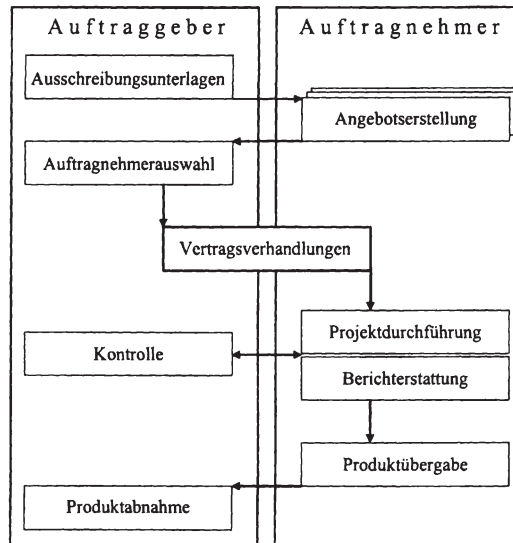 Auftraggeber
Auftragnehmer
Ausschreibungsunterlagen
Angebotserstellung
Auftragnehmerauswahl
Vertragsverhandlungen
Projektdurchführung
Kontrolle
Berichterstattung
Produktübergabe
Produktabnahme